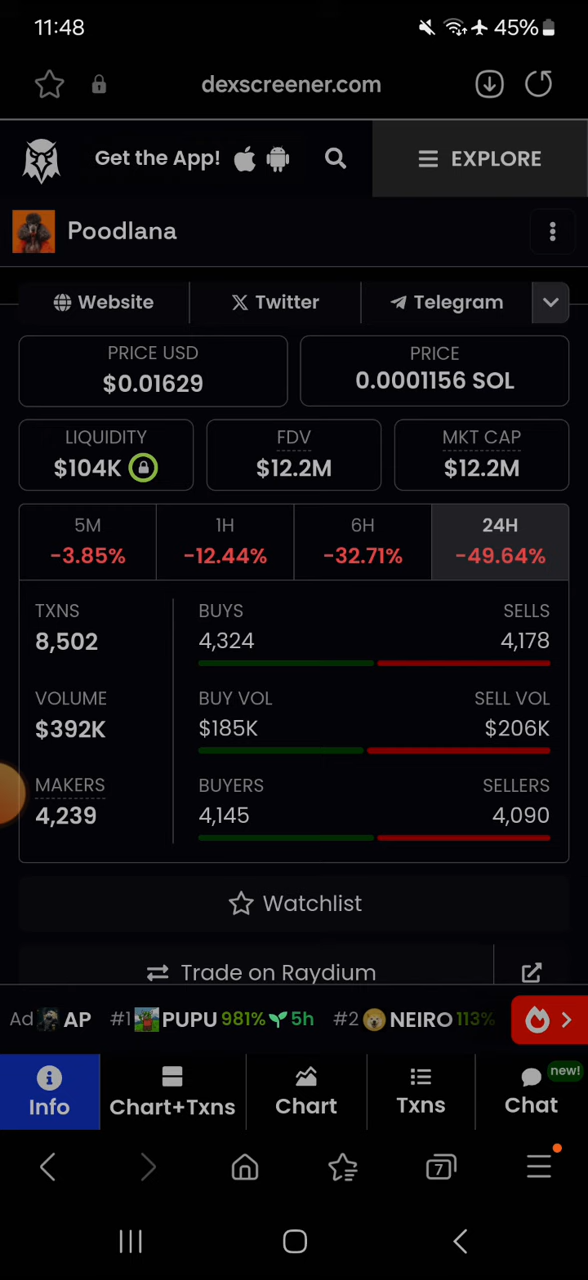 11:48 45%
dexscreener.com
Get the App! EXPLORE
Poodlana
Website Twitter Telegram
PRICE USD PRICE
$0.01629 0.0001156 SOL
LIQUIDITY FDV MKT CAP
$104K $12.2M $12.2M
5M 1H 6H 24H
-3.85% -12.44% -32.71% -49.64%
TXNS BUYS SELLS
8,502 4,324 4,178
VOLUME BUY VOL SELL VOL
$392K $185K $206K
MAKERS BUYERS SELLERS
4,239 4,145 4,090
Watchlist
Trade on Raydium
Ad AP #1 PUPU 981% 5h #2 NEIRO 113%
new!
Info Chart+Txns Chart Txns Chat
7